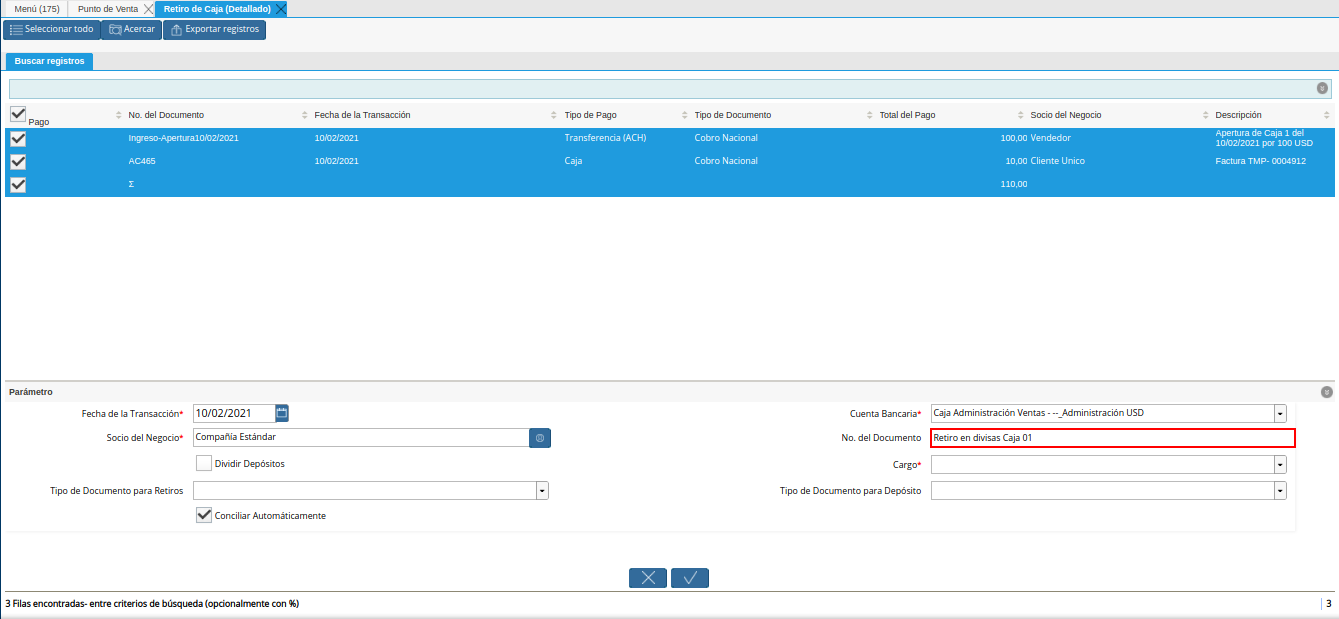 Menú (175) Punto de Venta Retiro de Caja (Detallado)
Seleccionar todo Acercar Exportar registros
Buscar registros
Pago No. del Documento Fecha de la Transacción Tipo de Pago Tipo de Documento Total del Pago Socio del Negocio Descripción
Ingreso-Apertura10/02/2021 10/02/2021 Transferencia (ACH) Cobro Nacional 100,00 Vendedor Apertura de Caja 1 del
10/02/2021 por 100 USD
AC465 10/02/2021 Caja Cobro Nacional 10,00 Cliente Unico Factura TMP- 0004912
Σ 110,00
Parámetro
Fecha de la Transacción* 10/02/2021 Cuenta Bancaria* Caja Administración Ventas - --_Administración USD
Socio del Negocio* Compañía Estándar No. del Documento Retiro en divisas Caja 01
Dividir Depósitos Cargo*
Tipo de Documento para Retiros Tipo de Documento para Depósito
Conciliar Automáticamente
3 Filas encontradas- entre criterios de búsqueda (opcionalmente con %) 3